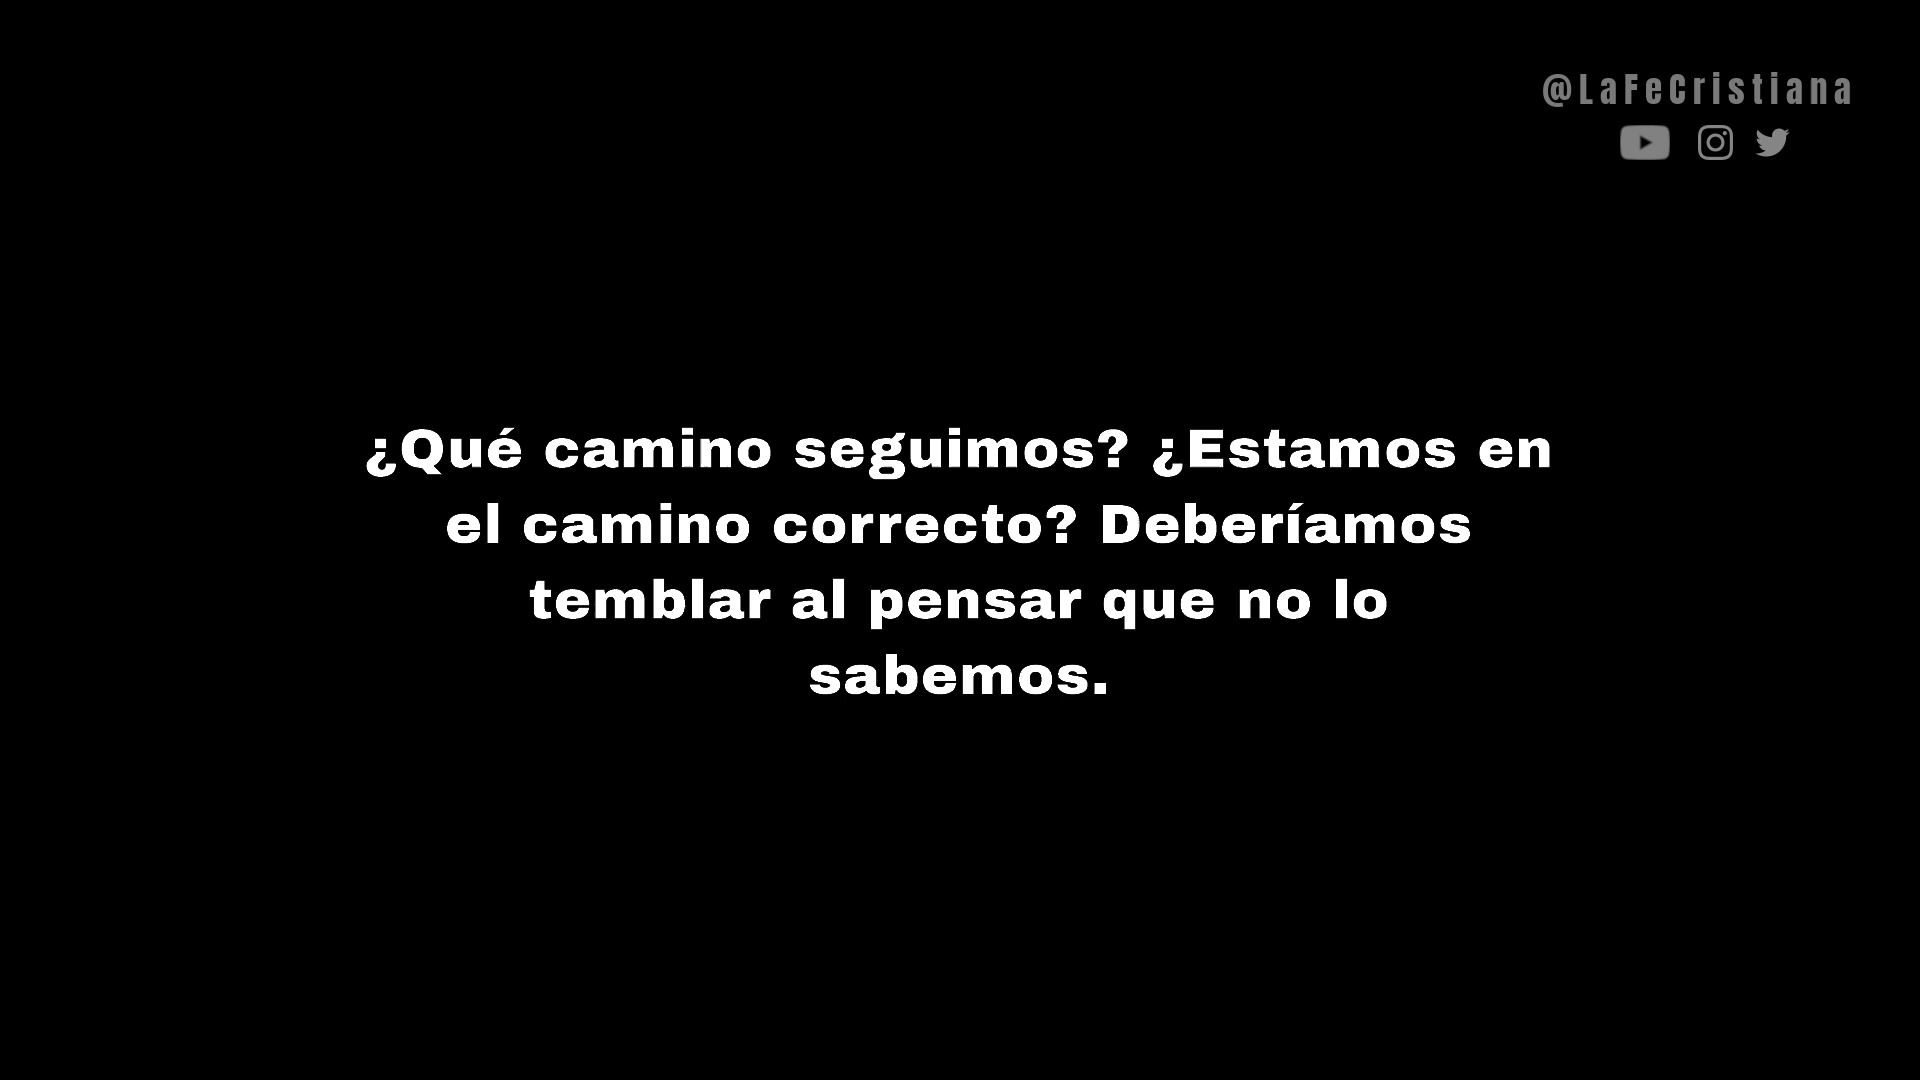 @LaFeCristiana
¿Qué camino seguimos? ¿Estamos en
el camino correcto? Deberíamos
temblar al pensar que no lo
sabemos.